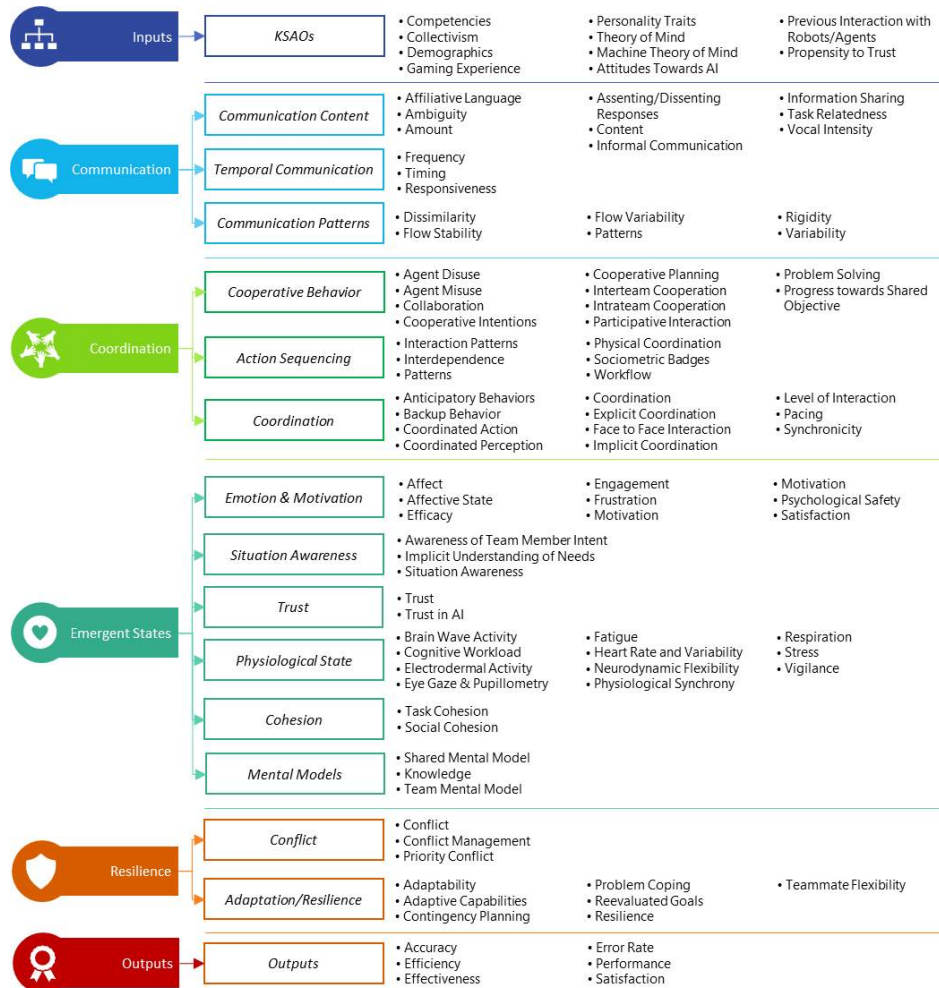 Inputs
KSAOs
• Competencies
• Collectivism
• Demographics
• Gaming Experience
• Personality Traits
• Theory of Mind
• Machine Theory of Mind
• Attitudes Towards AI
• Previous Interaction with
Robots/Agents
• Propensity to Trust
Communication
Communication Content
• Affiliative Language
• Ambiguity
• Amount
• Assenting/Dissenting
Responses
• Content
• Informal Communication
• Information Sharing
• Task Relatedness
• Vocal Intensity
Temporal Communication
• Frequency
• Timing
• Responsiveness
Communication Patterns
• Dissimilarity
• Flow Stability
• Flow Variability
• Patterns
• Rigidity
• Variability
Coordination
Cooperative Behavior
• Agent Disuse
• Agent Misuse
• Collaboration
• Cooperative Intentions
• Cooperative Planning
• Interteam Cooperation
• Intrateam Cooperation
• Participative Interaction
• Problem Solving
• Progress towards Shared
Objective
Action Sequencing
• Interaction Patterns
• Interdependence
• Patterns
• Physical Coordination
• Sociometric Badges
• Workflow
Coordination
• Anticipatory Behaviors
• Backup Behavior
• Coordinated Action
• Coordinated Perception
• Coordination
• Explicit Coordination
• Face to Face Interaction
• Implicit Coordination
• Level of Interaction
• Pacing
• Synchronicity
Emergent States
Emotion & Motivation
• Affect
• Affective State
• Efficacy
• Engagement
• Frustration
• Motivation
• Motivation
• Psychological Safety
• Satisfaction
Situation Awareness
• Awareness of Team Member Intent
• Implicit Understanding of Needs
• Situation Awareness
Trust
• Trust
• Trust in AI
Physiological State
• Brain Wave Activity
• Cognitive Workload
• Electrodermal Activity
• Eye Gaze & Pupillometry
• Fatigue
• Heart Rate and Variability
• Neurodynamic Flexibility
• Physiological Synchrony
• Respiration
• Stress
• Vigilance
Cohesion
• Task Cohesion
• Social Cohesion
Mental Models
• Shared Mental Model
• Knowledge
• Team Mental Model
Resilience
Conflict
• Conflict
• Conflict Management
• Priority Conflict
Adaptation/Resilience
• Adaptability
• Adaptive Capabilities
• Contingency Planning
• Problem Coping
• Reevaluated Goals
• Resilience
• Teammate Flexibility
Outputs
Outputs
• Accuracy
• Efficiency
• Effectiveness
• Error Rate
• Performance
• Satisfaction